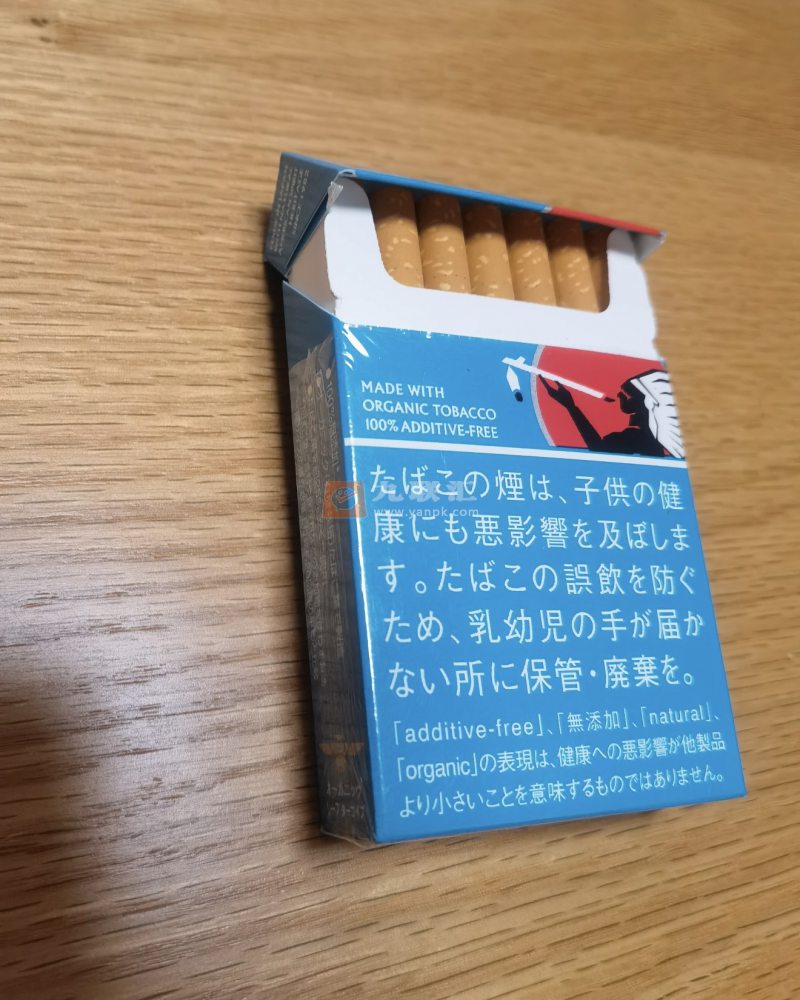 MADE WITH
ORGANIC TOBACCO
100% ADDITIVE-FREE
たばこの煙は、子供の健
康にも悪影響を及ぼしま
す。たばこの誤飲を防ぐ
ため、乳幼児の手が届か
ない所に保管・廃棄を。
「additive-free」、「無添加」、「natural」、
「organic」の表現は、健康への悪影響が他製品
より小さいことを意味するものではありません。
www.yanpk.com